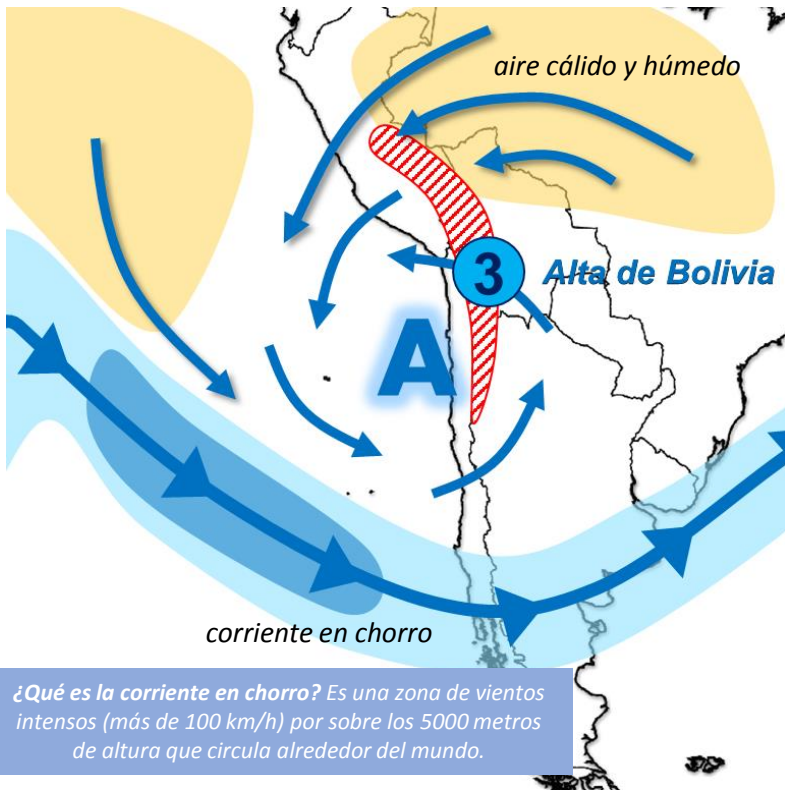 aire cálido y húmedo
3
Alta de Bolivia
A
corriente en chorro
¿Qué es la corriente en chorro? Es una zona de vientos
intensos (más de 100 km/h) por sobre los 5000 metros
de altura que circula alrededor del mundo.